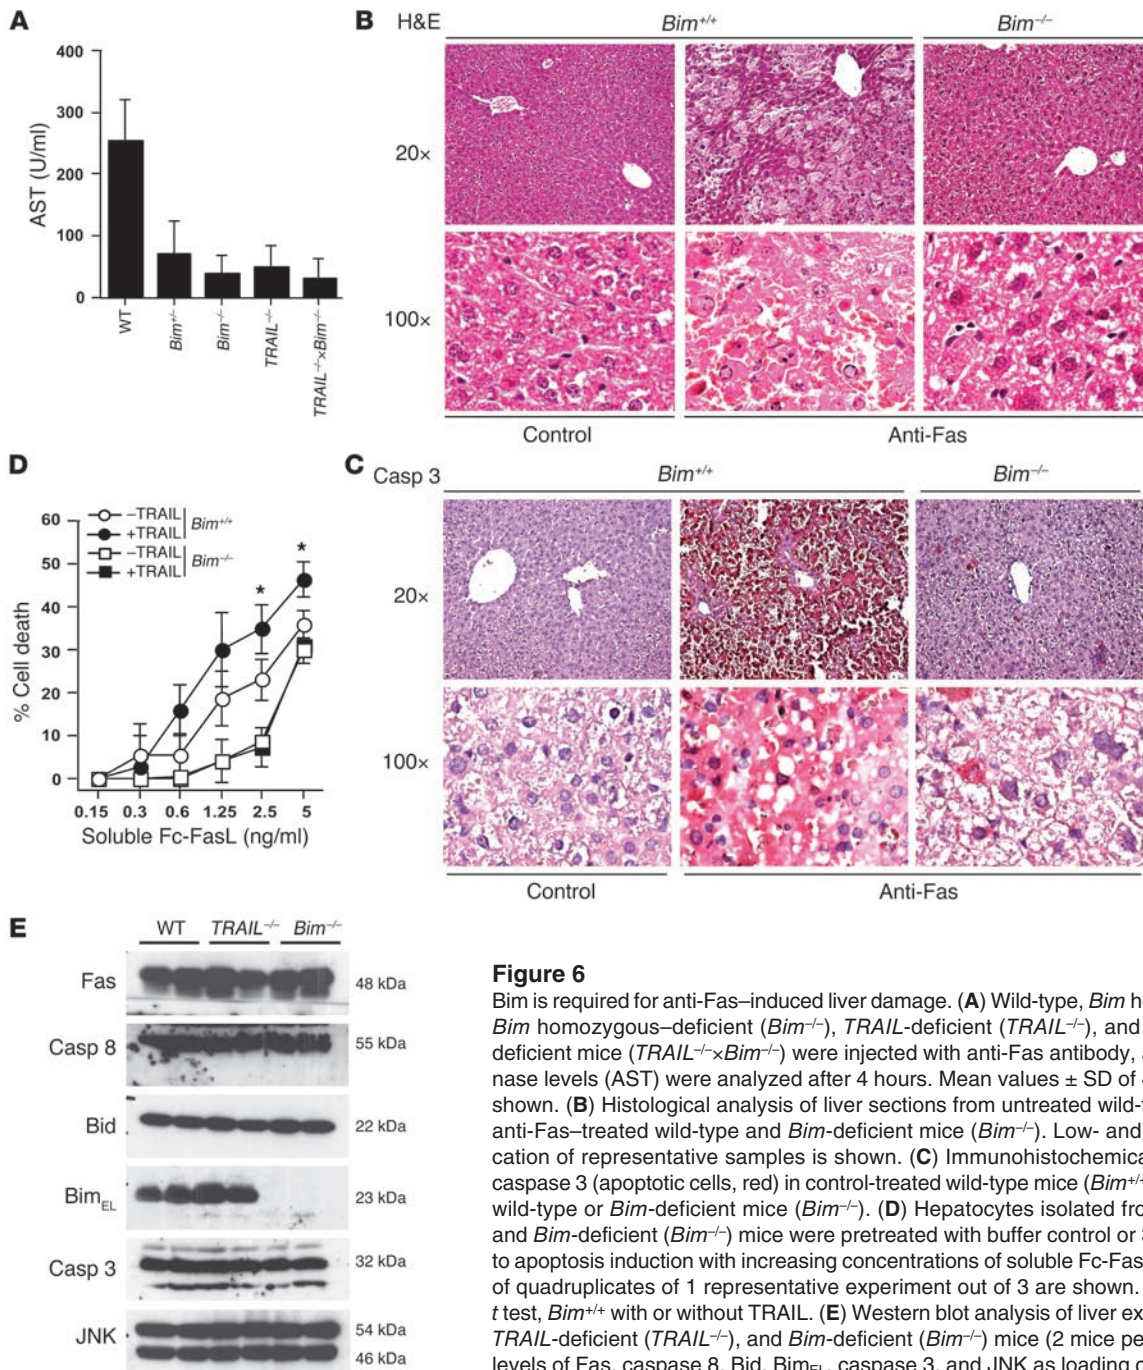 A
AST (U/ml)
400
300
200
100
0
WT
Bim+/–
Bim–/–
TRAIL–/–
TRAIL–/–×Bim–/–
B
H&E
Bim+/+
Bim–/–
20×
100×
Control
Anti-Fas
D
–TRAIL
+TRAIL
Bim+/+
–TRAIL
+TRAIL
Bim–/–
% Cell death
60
50
40
30
20
10
0
*
*
0.15 0.3 0.6 1.25 2.5 5
Soluble Fc-FasL (ng/ml)
C
Casp 3
Bim+/+
Bim–/–
20×
100×
Control
Anti-Fas
E
WT TRAIL–/– Bim–/–
Fas 48 kDa
Casp 8 55 kDa
Bid 22 kDa
BimEL 23 kDa
Casp 3 32 kDa
JNK 54 kDa
46 kDa
Figure 6
Bim is required for anti-Fas–induced liver damage. (A) Wild-type, Bim
Bim homozygous–deficient (Bim–/–), TRAIL-deficient (TRAIL–/–), and
deficient mice (TRAIL–/–×Bim–/–) were injected with anti-Fas antibody,
nase levels (AST) were analyzed after 4 hours. Mean values ± SD of
shown. (B) Histological analysis of liver sections from untreated
anti-Fas–treated wild-type and Bim-deficient mice (Bim–/–). Low- and
cation of representative samples is shown. (C)
caspase 3 (apoptotic cells, red) in control-treated wild-type mice (Bim+/+
wild-type or Bim-deficient mice (Bim–/–). (D) Hepatocytes isolated
and Bim-deficient (Bim–/–) mice were pretreated with buffer control or
to apoptosis induction with increasing concentrations of soluble
of quadruplicates of 1 representative experiment out of 3 are shown.
t test, Bim+/+ with or without TRAIL. (E) Western blot analysis of liver
TRAIL-deficient (TRAIL–/–), and Bim-deficient (Bim–/–) mice (2 mice
levels of Fas, caspase 8, Bid, BimEL, caspase 3, and JNK as loading